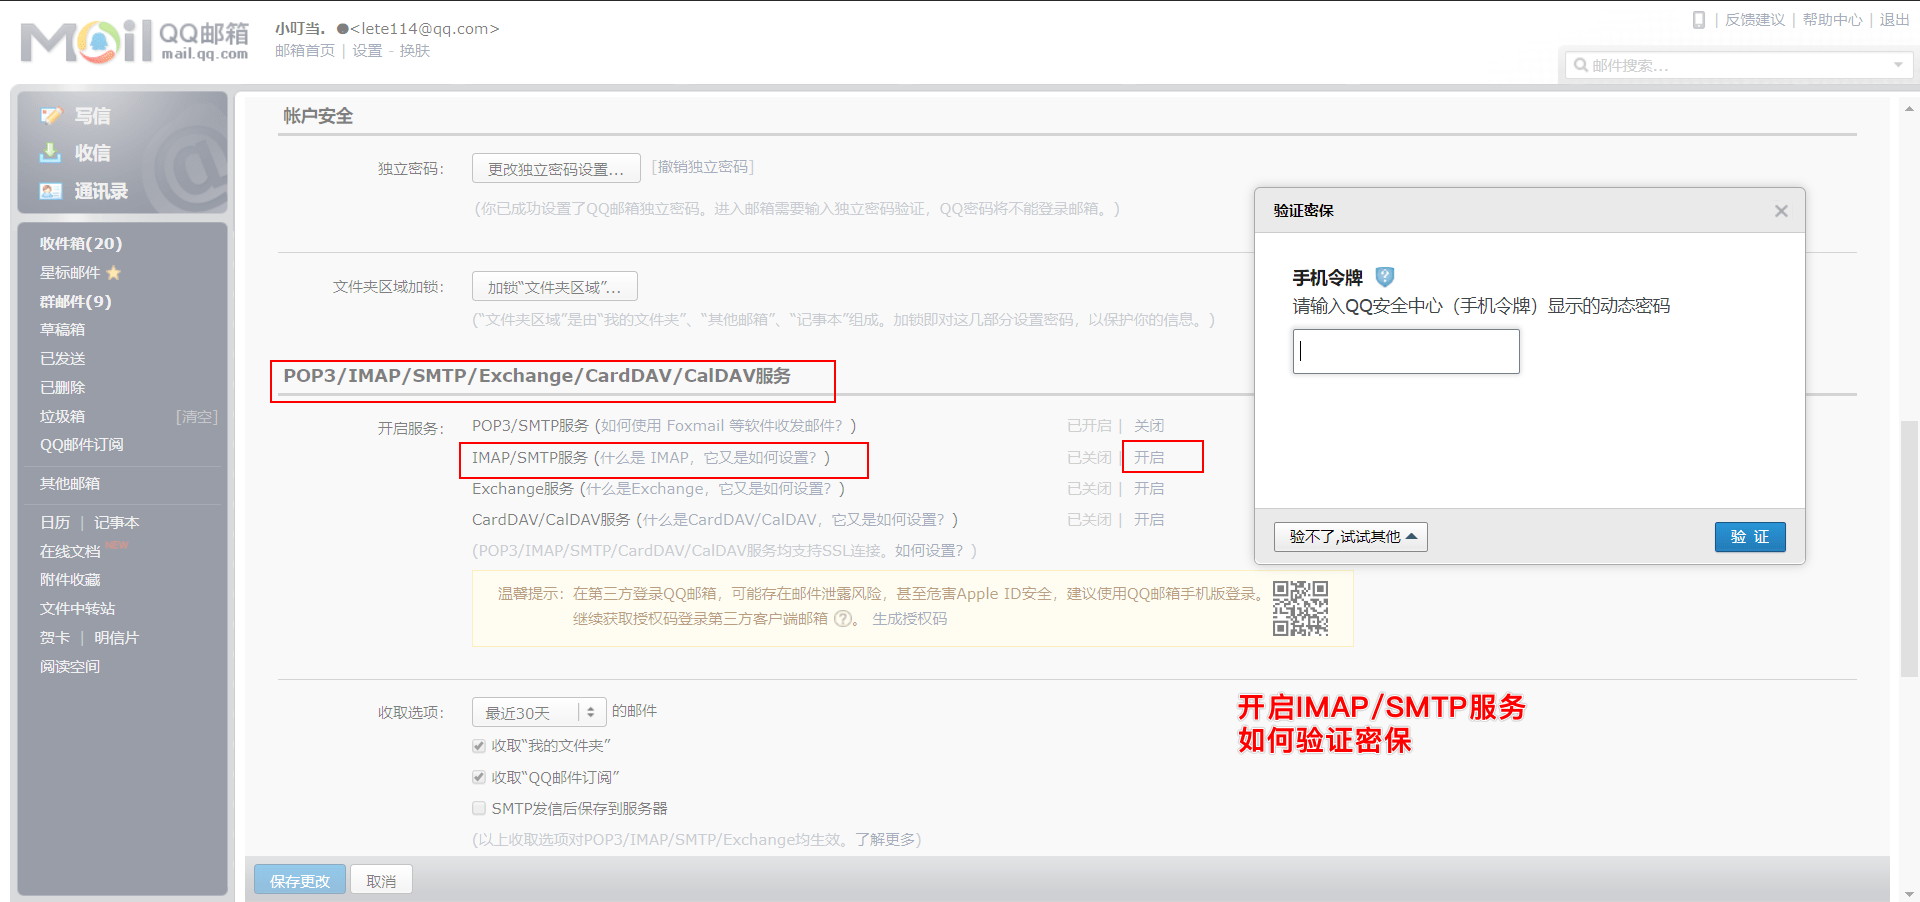 Mail QQ邮箱
mail.qq.com
小叮当．●<lete114@qq.com>
邮箱首页 | 设置 - 换肤
| 反馈建议 | 帮助中心 | 退出
邮件搜索...
写信
收信
通讯录
收件箱(20)
星标邮件
群邮件(9)
草稿箱
已发送
已删除
垃圾箱 [清空]
QQ邮件订阅
其他邮箱
日历 | 记事本
在线文档 NEW
附件收藏
文件中转站
贺卡 | 明信片
阅读空间
帐户安全
独立密码： 更改独立密码设置... [撤销独立密码]
(你已成功设置了QQ邮箱独立密码。进入邮箱需要输入独立密码验证，QQ密码将不能登录邮箱。)
文件夹区域加锁： 加锁“文件夹区域”...
(“文件夹区域”是由“我的文件夹”、“其他邮箱”、“记事本”组成。加锁即对这几部分设置密码，以保护你的信息。)
POP3/IMAP/SMTP/Exchange/CardDAV/CalDAV服务
开启服务： POP3/SMTP服务 (如何使用 Foxmail 等软件收发邮件？) 已开启 | 关闭
IMAP/SMTP服务 (什么是 IMAP，它又是如何设置？) 已关闭 | 开启
Exchange服务 (什么是Exchange，它又是如何设置？) 已关闭 | 开启
CardDAV/CalDAV服务 (什么是CardDAV/CalDAV，它又是如何设置？) 已关闭 | 开启
(POP3/IMAP/SMTP/CardDAV/CalDAV服务均支持SSL连接。如何设置？)
温馨提示：在第三方登录QQ邮箱，可能存在邮件泄露风险，甚至危害Apple ID安全，建议使用QQ邮箱手机版登录。
继续获取授权码登录第三方客户端邮箱 ?。 生成授权码
收取选项： 最近30天 的邮件
收取“我的文件夹”
收取“QQ邮件订阅”
SMTP发信后保存到服务器
(以上收取选项对POP3/IMAP/SMTP/Exchange均生效。了解更多)
保存更改 取消
验证密保 ×
手机令牌 ?
请输入QQ安全中心（手机令牌）显示的动态密码
验不了,试试其他
验 证
开启IMAP/SMTP服务
如何验证密保